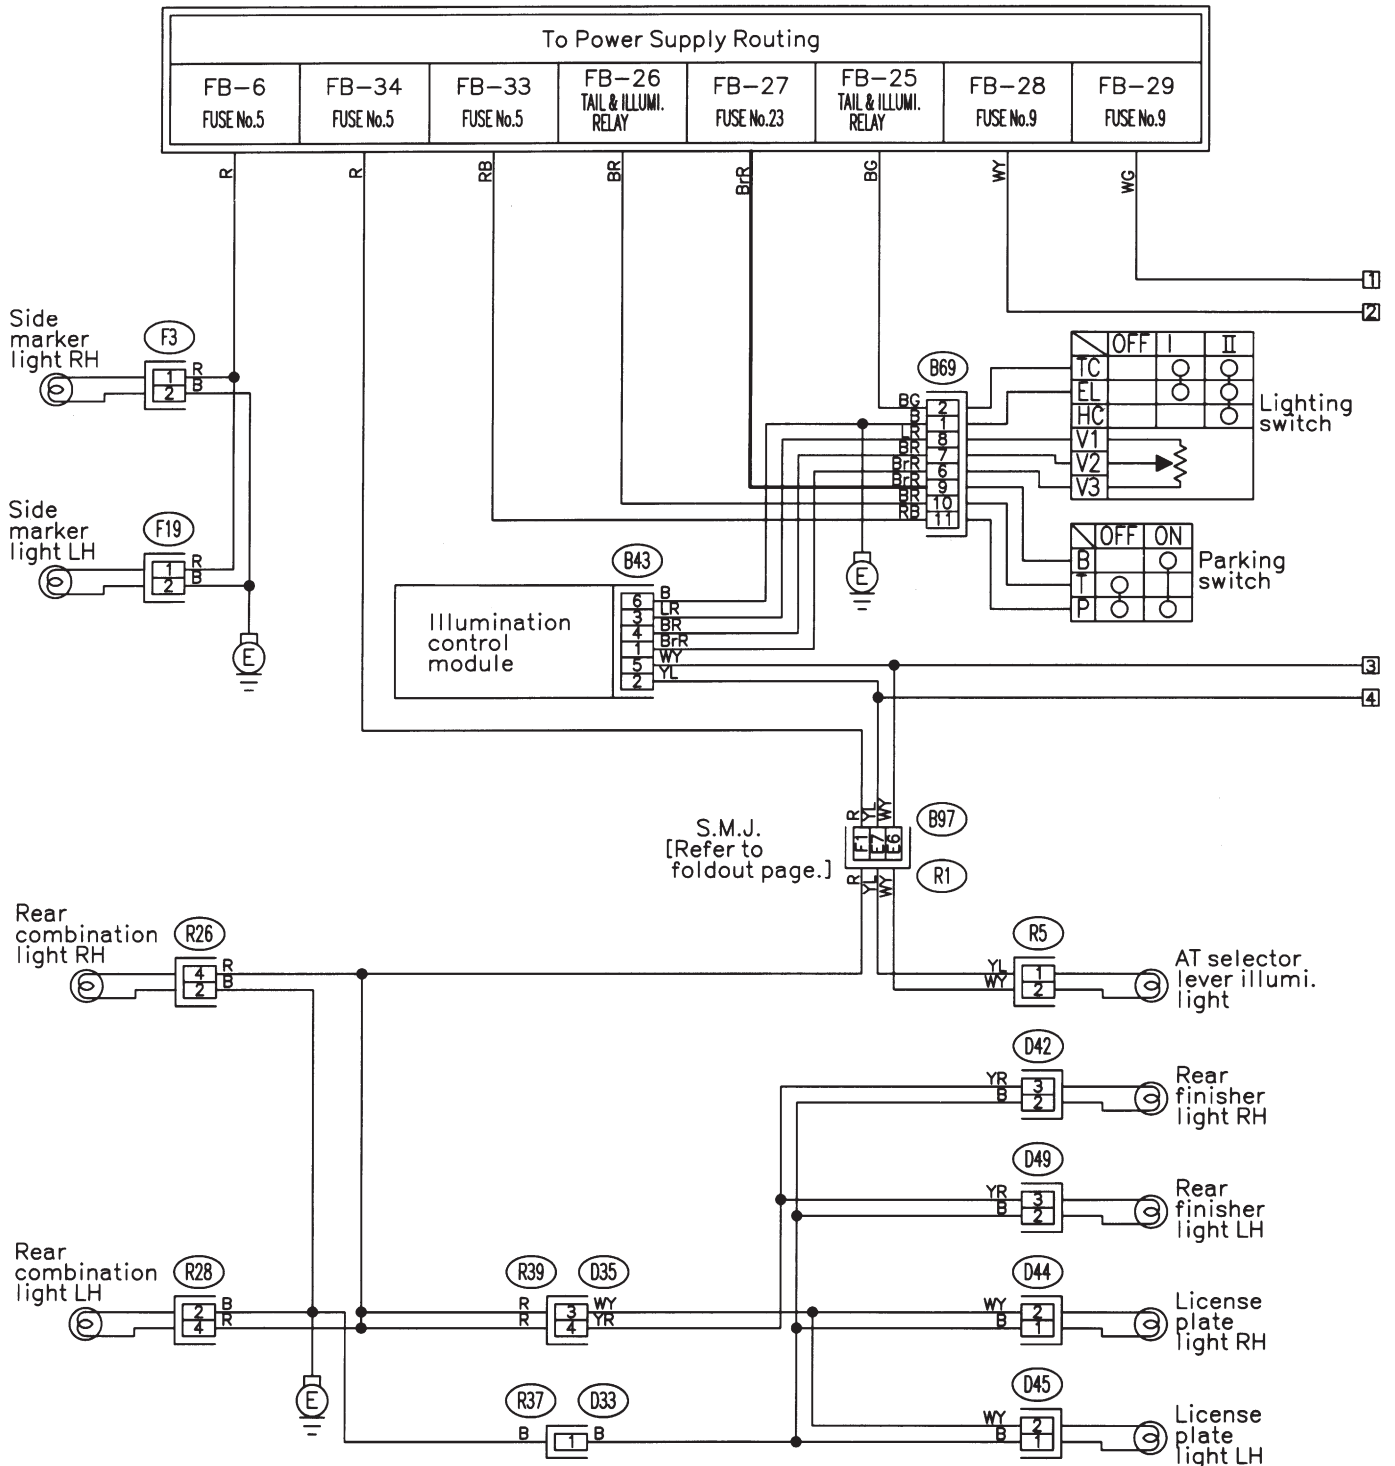 To Power Supply Routing
FB-6
FUSE No.5
FB-34
FUSE No.5
FB-33
FUSE No.5
FB-26
TAIL & ILLUMI.
RELAY
FB-27
FUSE No.23
FB-25
TAIL & ILLUMI.
RELAY
FB-28
FUSE No.9
FB-29
FUSE No.9
R
R
RB
BR
BrR
BG
WY
WG
1
2
Side
marker
light RH
F3
1
2
R
B
Side
marker
light LH
F19
1
2
R
B
E
B69
BG
B
LR
BR
BrR
BrR
BR
RB
2
1
8
7
6
9
10
11
E
OFF I II
TC
EL
HC
V1
V2
V3
Lighting
switch
OFF ON
B
T
P
Parking
switch
B43
Illumination
control
module
6
3
4
1
5
2
B
LR
BR
BrR
WY
YL
3
4
S.M.J.
[Refer to
foldout page.]
R YL WY
F1 E7 E6
R YL WY
B97
R1
Rear
combination
light RH
R26
4
2
R
B
R5
YL
WY
1
2
AT selector
lever illumi.
light
D42
YR
B
3
2
Rear
finisher
light RH
D49
YR
B
3
2
Rear
finisher
light LH
Rear
combination
light LH
R28
2
4
B
R
E
R39 D35
R 3 WY
R 4 YR
D44
WY
B
2
1
License
plate
light RH
R37 D33
B 1 B
D45
WY
B
2
1
License
plate
light LH